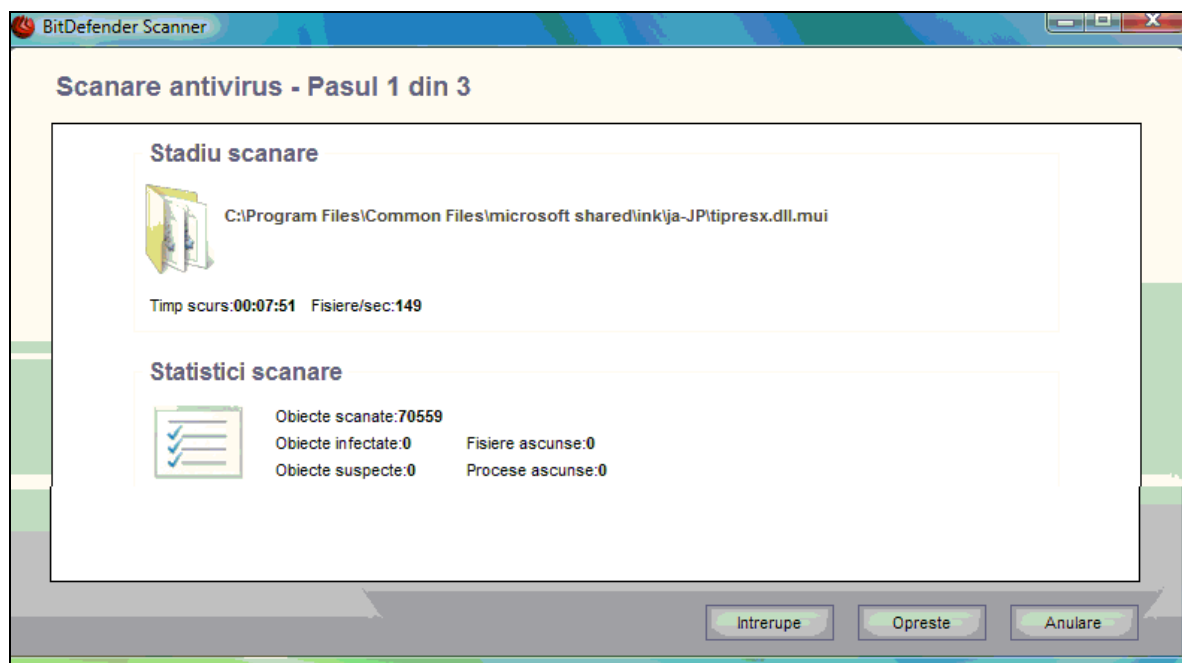 BitDefender Scanner
Scanare antivirus - Pasul 1 din 3
Stadiu scanare
C:\Program Files\Common Files\microsoft shared\ink\ja-JP\tipresx.dll.mui
Timp scurs:00:07:51 Fisiere/sec:149
Statistici scanare
Obiecte scanate:70559
Obiecte infectate:0 Fisiere ascunse:0
Obiecte suspecte:0 Procese ascunse:0
Intrerupe Opreste Anulare